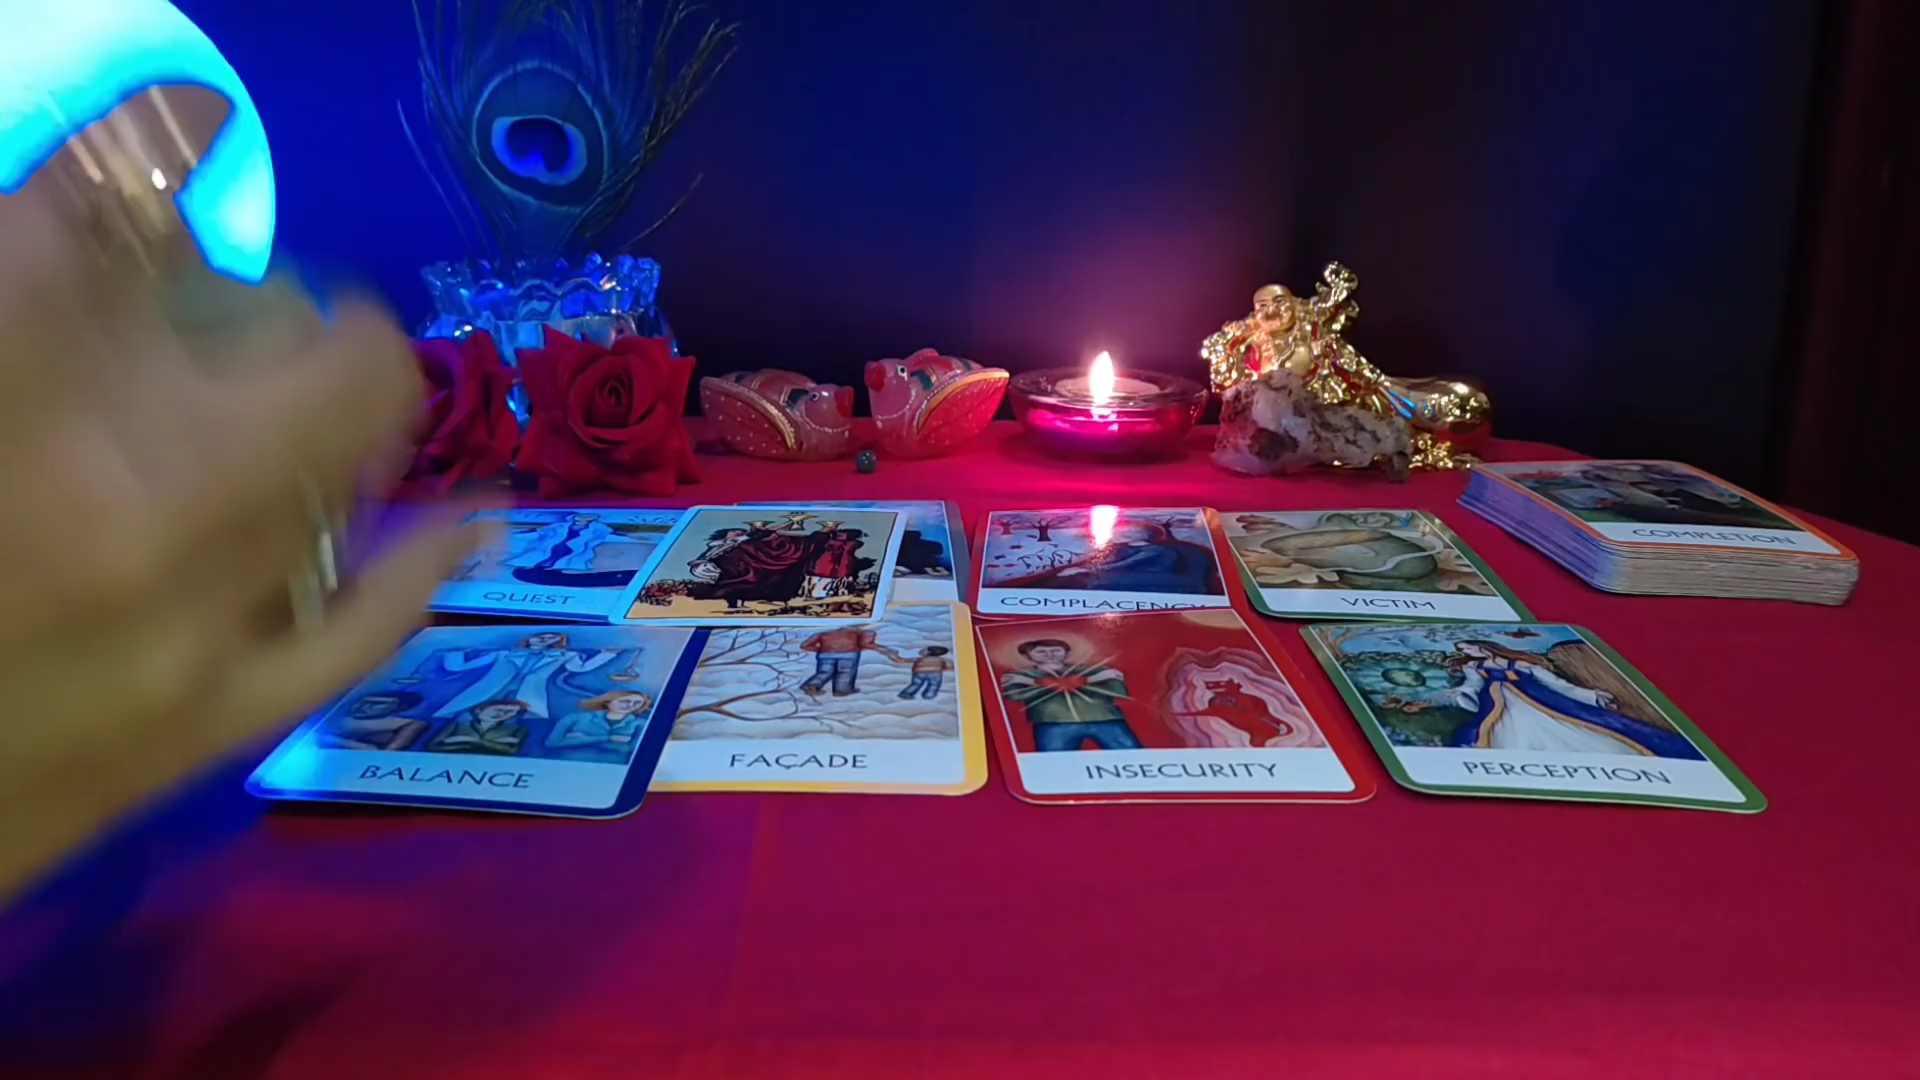 COMPLETION
QUEST
COMPLACENCY
VICTIM
BALANCE
FAÇADE
INSECURITY
PERCEPTION